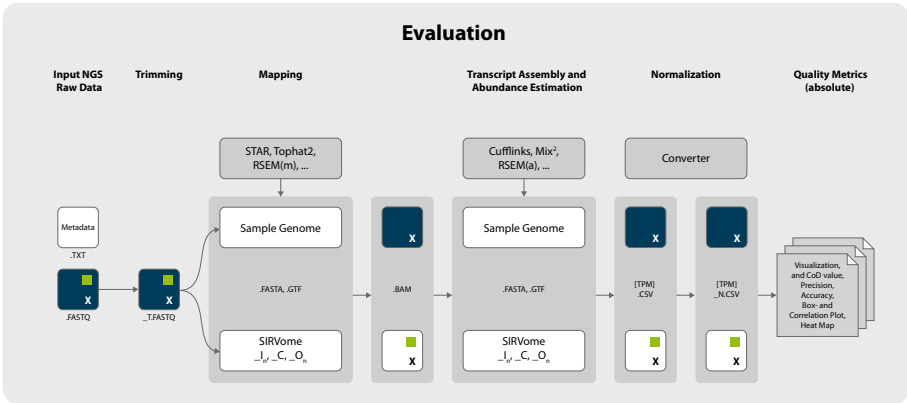 Evaluation
Input NGS
Raw Data
Trimming
Mapping
Transcript Assembly and
Abundance Estimation
Normalization
Quality Metrics
(absolute)
STAR, Tophat2,
RSEM(m), ...
Cufflinks, Mix²,
RSEM(a), ...
Converter
Metadata
.TXT
X
.FASTQ
X
_T.FASTQ
Sample Genome
.FASTA, .GTF
SIRVome
_Iₙ, _C, _Oₙ
X
.BAM
X
Sample Genome
.FASTA, .GTF
SIRVome
_Iₙ, _C, _Oₙ
X
[TPM]
.CSV
X
X
[TPM]
_N.CSV
X
Visualization,
and CoD value,
Precision,
Accuracy,
Box- and
Correlation Plot,
Heat Map